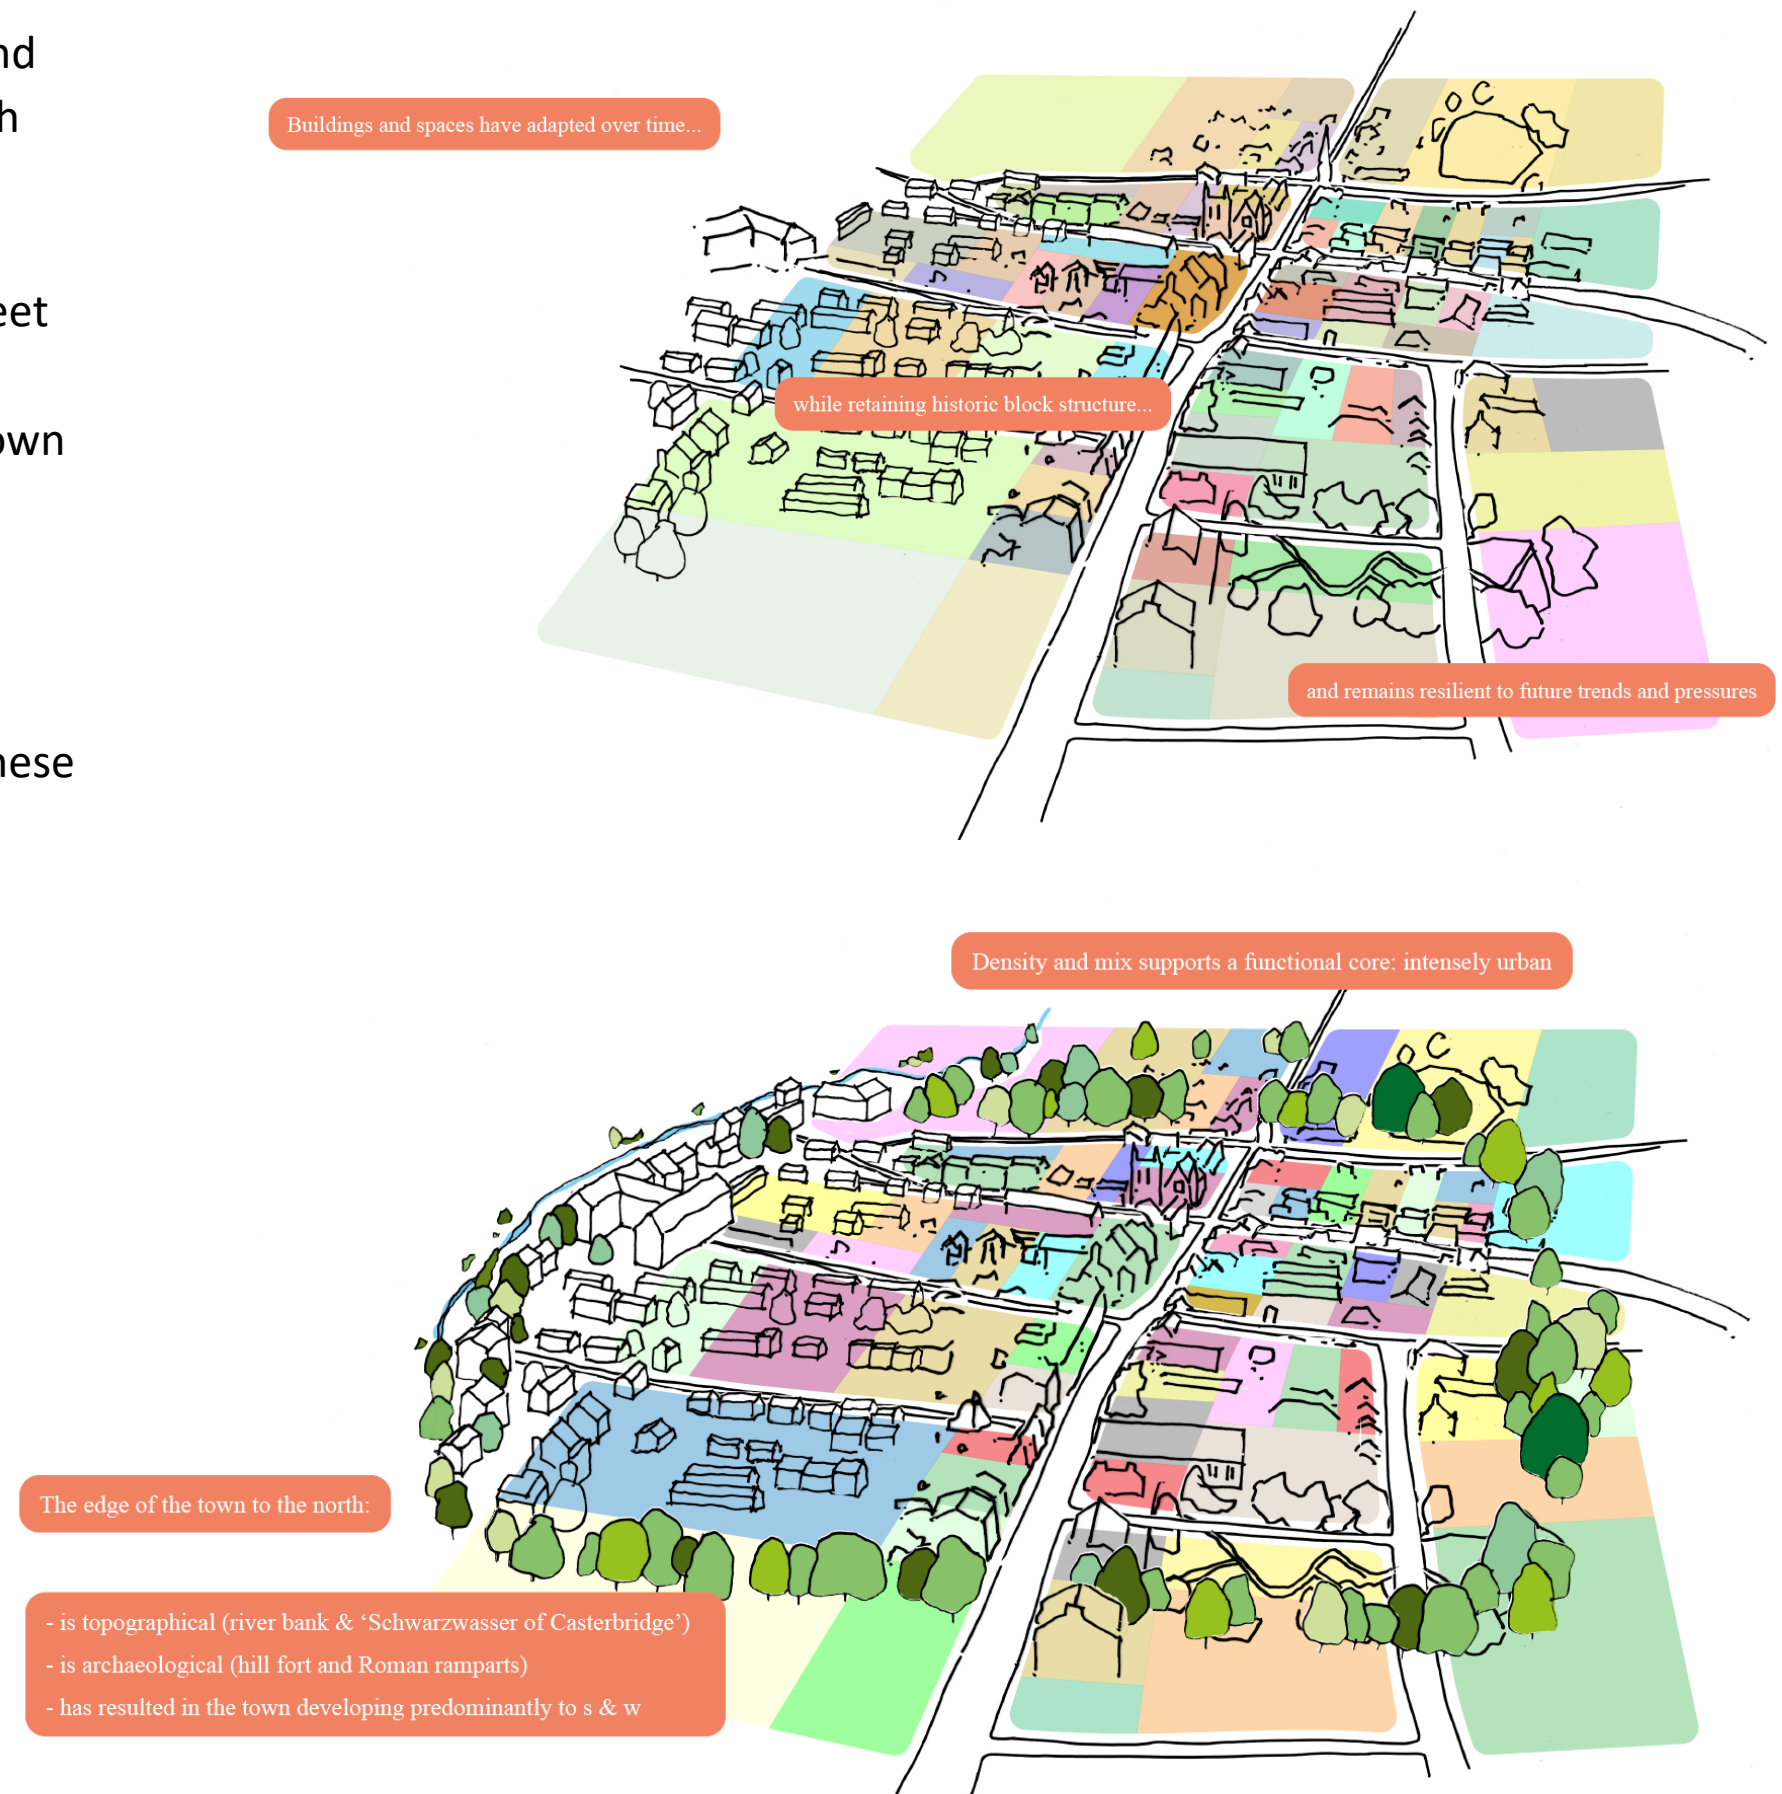 nd
h
eet
own
nese
Buildings and spaces have adapted over time...
while retaining historic block structure...
and remains resilient to future trends and pressures
Density and mix supports a functional core: intensely urban
The edge of the town to the north:
- is topographical (river bank & ‘Schwarzwasser of Casterbridge’)
- is archaeological (hill fort and Roman ramparts)
- has resulted in the town developing predominantly to s & w